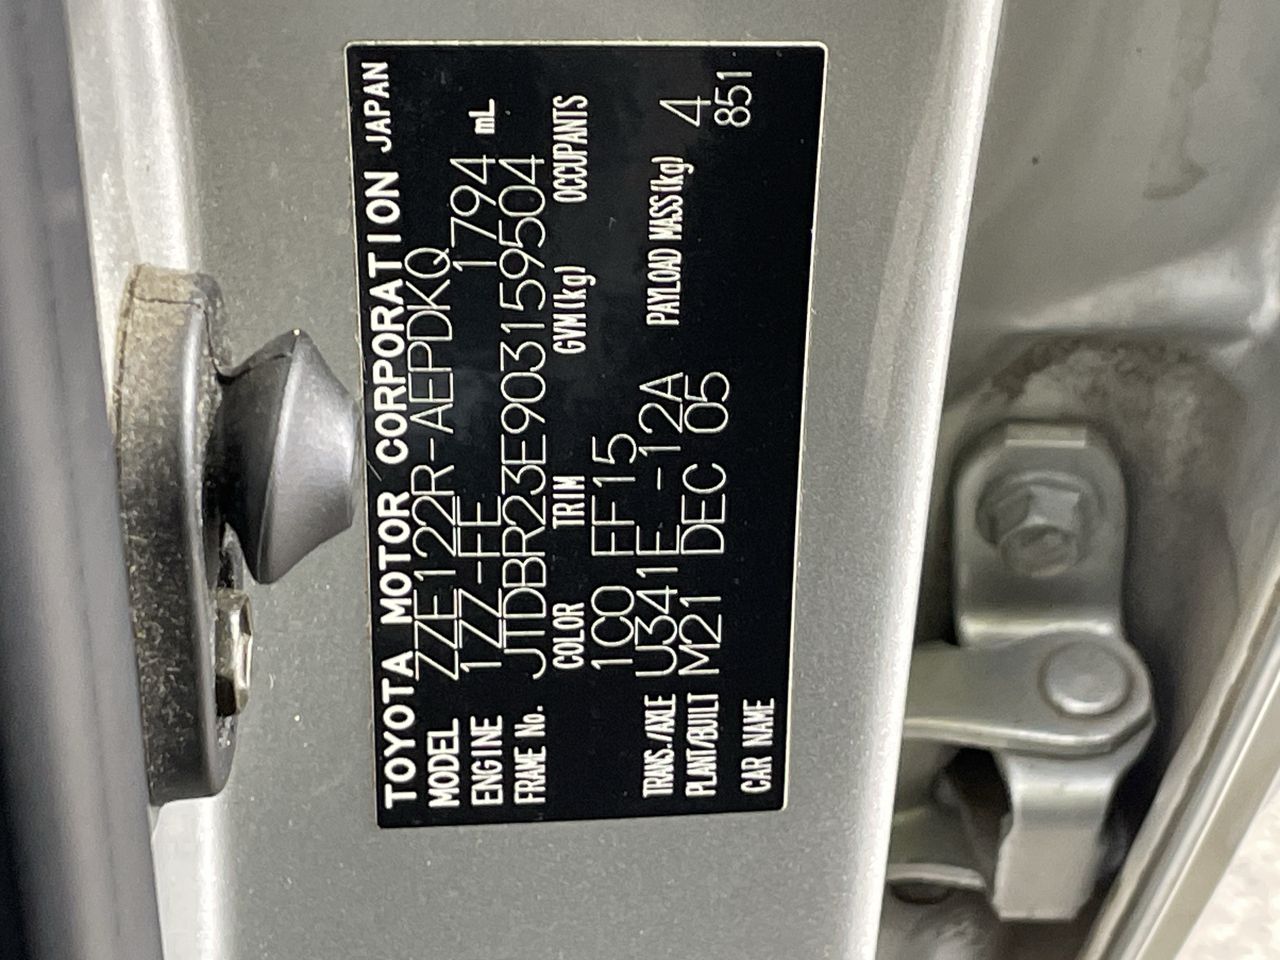 TOYOTA MOTOR CORPORATION JAPAN
MODEL ZZE122R-AEPDKQ
ENGINE 1ZZ-FE 1794 mL
FRAME No. JTDBR23E903159504
COLOR TRIM GVM(kg) OCCUPANTS
1C0 FF15
TRANS./AXLE U341E -12A PAYLOAD MASS(kg) 4
PLANT/BUILT M21 DEC 05 851
CAR NAME